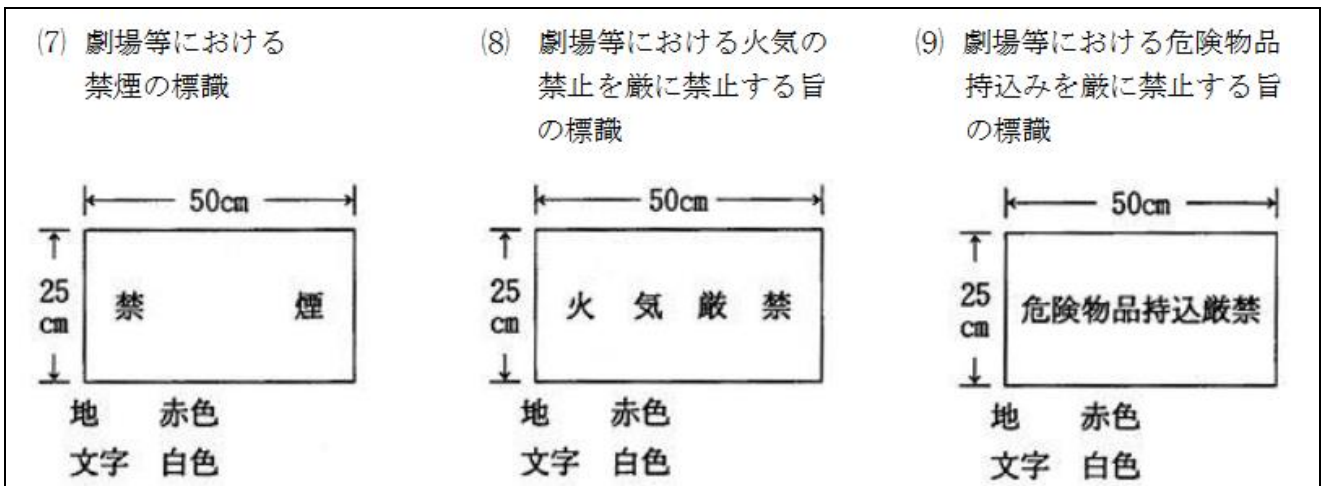 (7) 劇場等における
禁煙の標識
50cm
25
cm
禁 煙
地 赤色
文字 白色
(8) 劇場等における火気の
禁止を厳に禁止する旨
の標識
50cm
25
cm
火 気 厳 禁
地 赤色
文字 白色
(9) 劇場等における危険物品
持込みを厳に禁止する旨
の標識
50cm
25
cm
危険物品持込厳禁
地 赤色
文字 白色